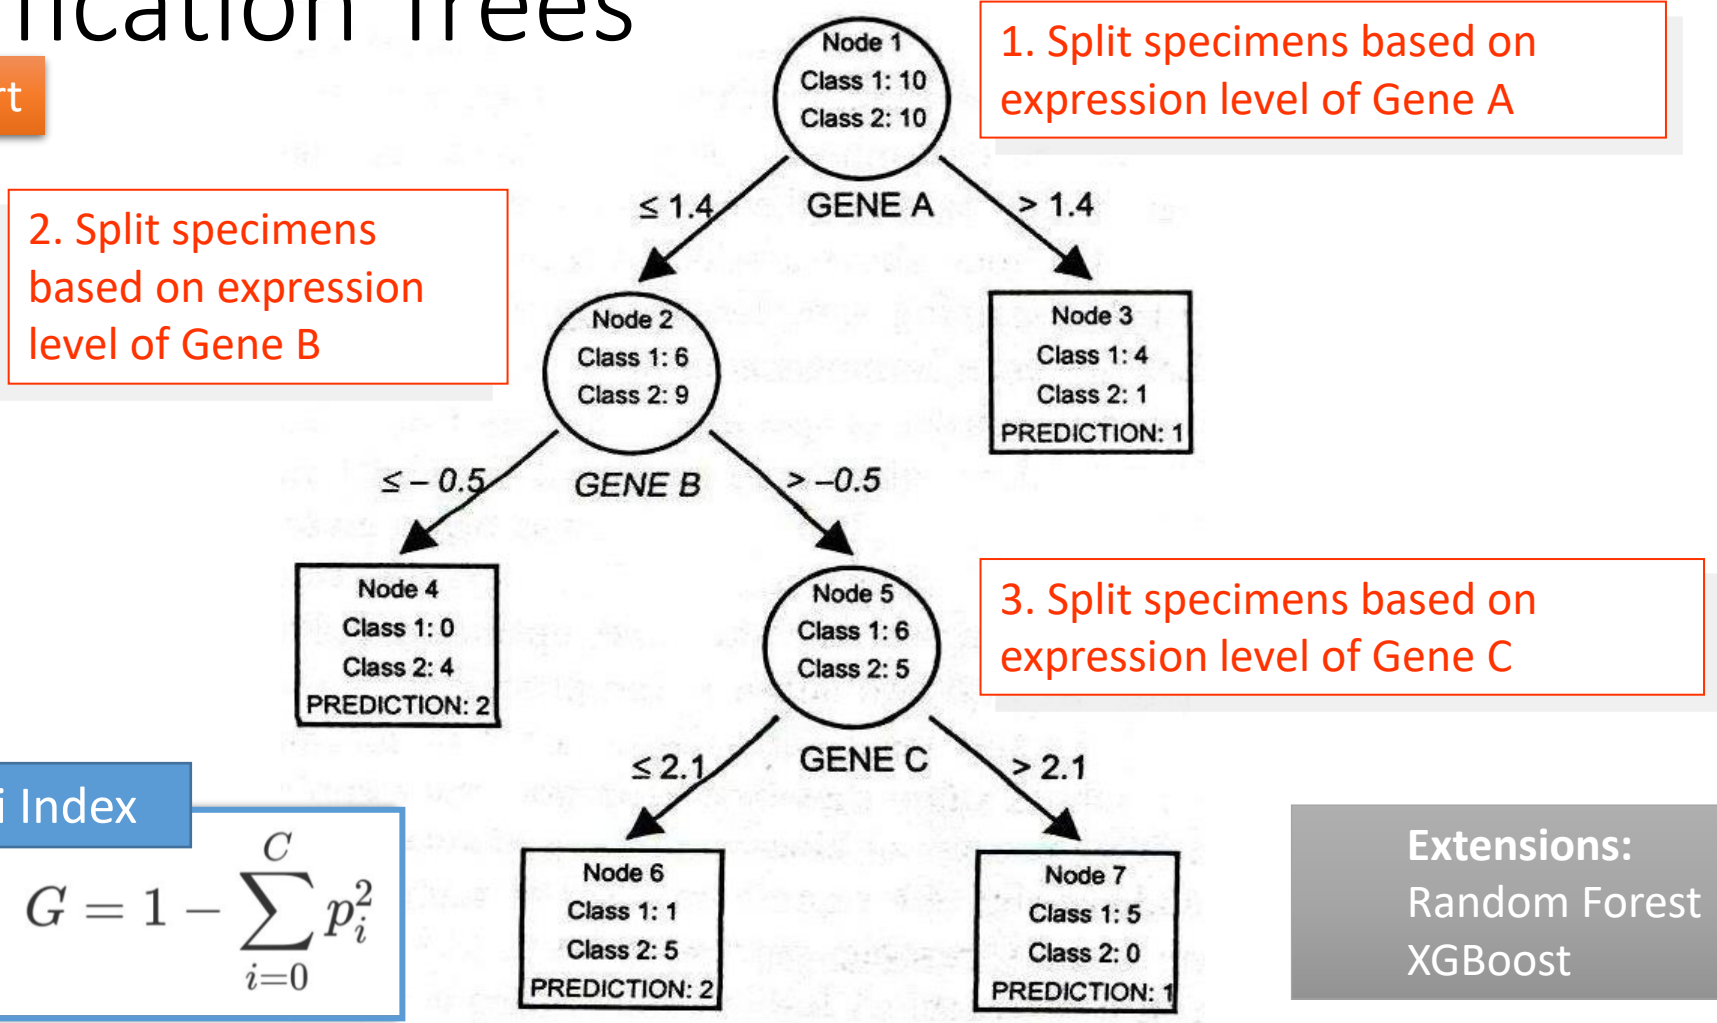 fication Trees
rt
1. Split specimens based on
expression level of Gene A
Node 1
Class 1: 10
Class 2: 10
≤ 1.4
GENE A
> 1.4
2. Split specimens
based on expression
level of Gene B
Node 2
Class 1: 6
Class 2: 9
Node 3
Class 1: 4
Class 2: 1
PREDICTION: 1
≤ – 0.5
GENE B
> –0.5
Node 4
Class 1: 0
Class 2: 4
PREDICTION: 2
Node 5
Class 1: 6
Class 2: 5
3. Split specimens based on
expression level of Gene C
≤ 2.1
GENE C
> 2.1
Node 6
Class 1: 1
Class 2: 5
PREDICTION: 2
Node 7
Class 1: 5
Class 2: 0
PREDICTION: 1
i Index
G = 1 − ∑_{i=0}^{C} p_i^2
Extensions:
Random Forest
XGBoost